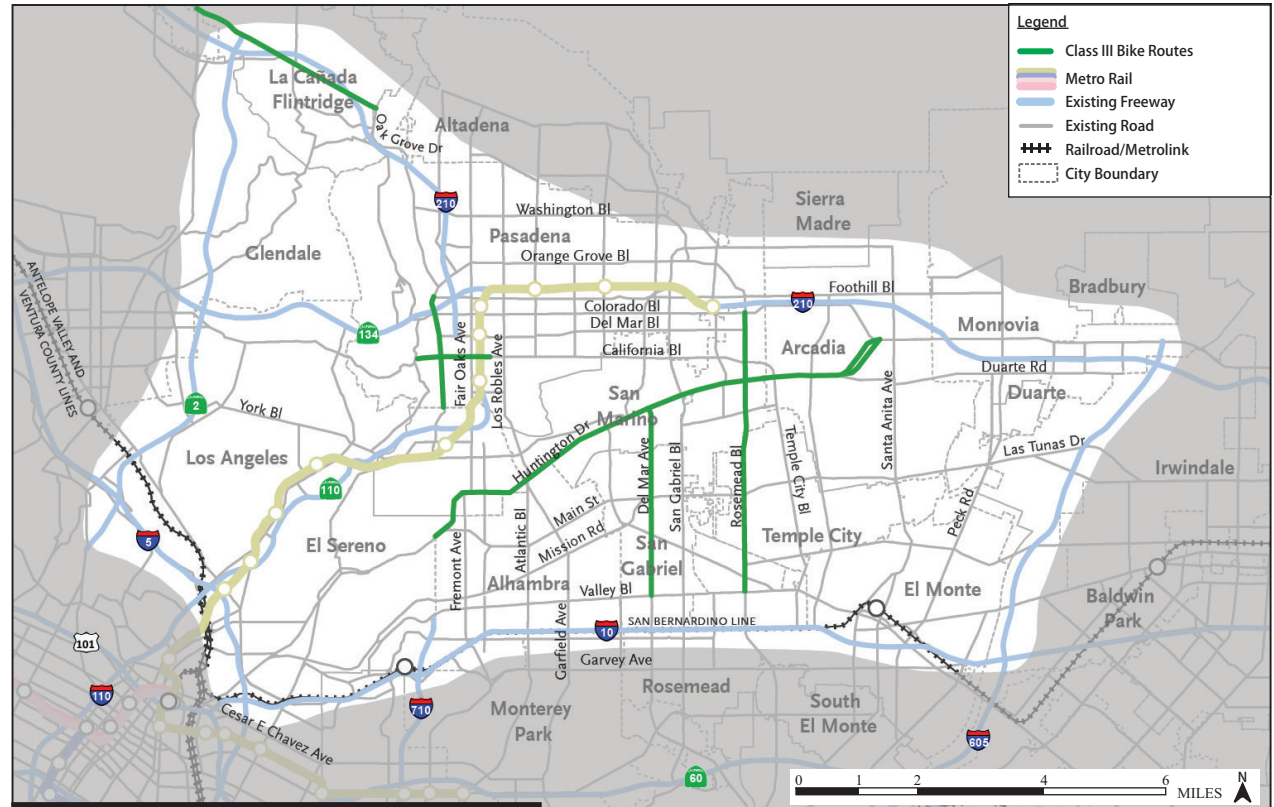 Legend
Class III Bike Routes
Metro Rail
Existing Freeway
Existing Road
Railroad/Metrolink
City Boundary
La Cañada
Flintridge
Oak Grove Dr
Altadena
210
Washington Bl
Sierra
Madre
Pasadena
Glendale
Orange Grove Bl
ANTELOPE VALLEY AND
VENTURA COUNTY LINES
Foothill Bl
Bradbury
Colorado Bl
210
134
Del Mar Bl
Monrovia
California Bl
Arcadia
Fair Oaks Ave
Los Robles Ave
Duarte Rd
Duarte
San
Marino
2
York Bl
Santa Anita Ave
Huntington Dr
Las Tunas Dr
Los Angeles
Irwindale
110
Del Mar Ave
San Gabriel Bl
Rosemead Bl
Temple City Bl
Peck Rd
Main St
Mission Rd
5
El Sereno
Atlantic Bl
Temple City
San
Gabriel
Fremont Ave
Alhambra
Valley Bl
El Monte
Baldwin
Park
101
Garfield Ave
10
SAN BERNARDINO LINE
Garvey Ave
110
Rosemead
710
Cesar E Chavez Ave
Monterey
Park
South
El Monte
605
60
0
1
2
4
6
MILES
N